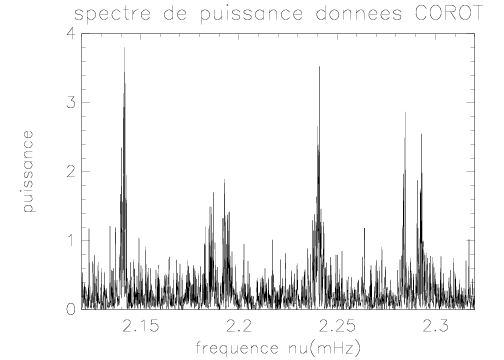 spectre de puissance donnees COROT
4
3
2
1
0
puissance
2.15 2.2 2.25 2.3
frequence nu(mHz)